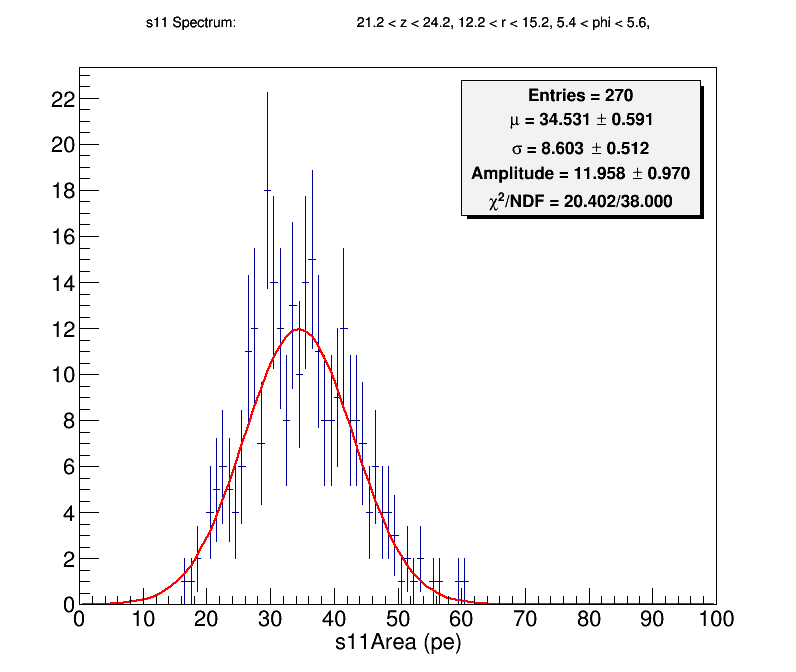 s11 Spectrum: 21.2 < z < 24.2, 12.2 < r < 15.2, 5.4 < phi < 5.6,
Entries = 270
μ = 34.531 ± 0.591
σ = 8.603 ± 0.512
Amplitude = 11.958 ± 0.970
χ²/NDF = 20.402/38.000
22
20
18
16
14
12
10
8
6
4
2
0
0 10 20 30 40 50 60 70 80 90 100
s11Area (pe)